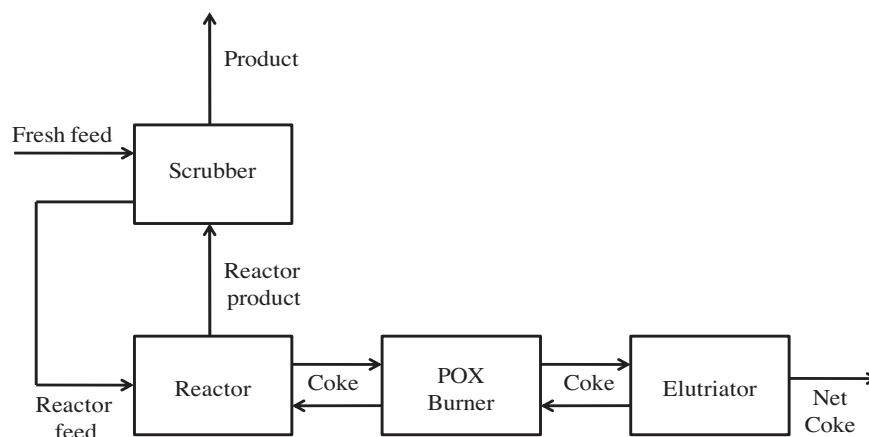 Product
Fresh feed
Scrubber
Reactor
product
Reactor
Coke
POX
Burner
Coke
Elutriator
Reactor
feed
Net
Coke